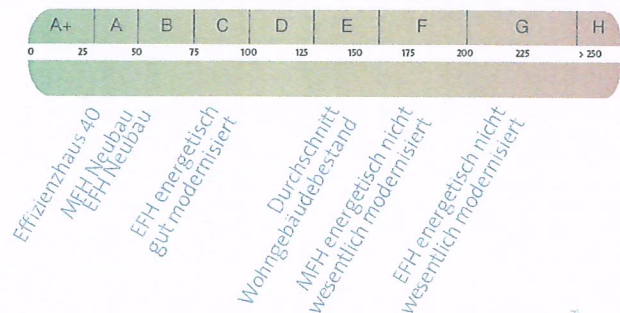 A+ A B C D E F G H
0 25 50 75 100 125 150 175 200 225 > 250
Effizienzhaus 40
MFH Neubau
EFH Neubau
EFH energetisch
gut modernisiert
Durchschnitt
Wohngebäudebestand
MFH energetisch nicht
wesentlich modernisiert
EFH energetisch nicht
wesentlich modernisiert